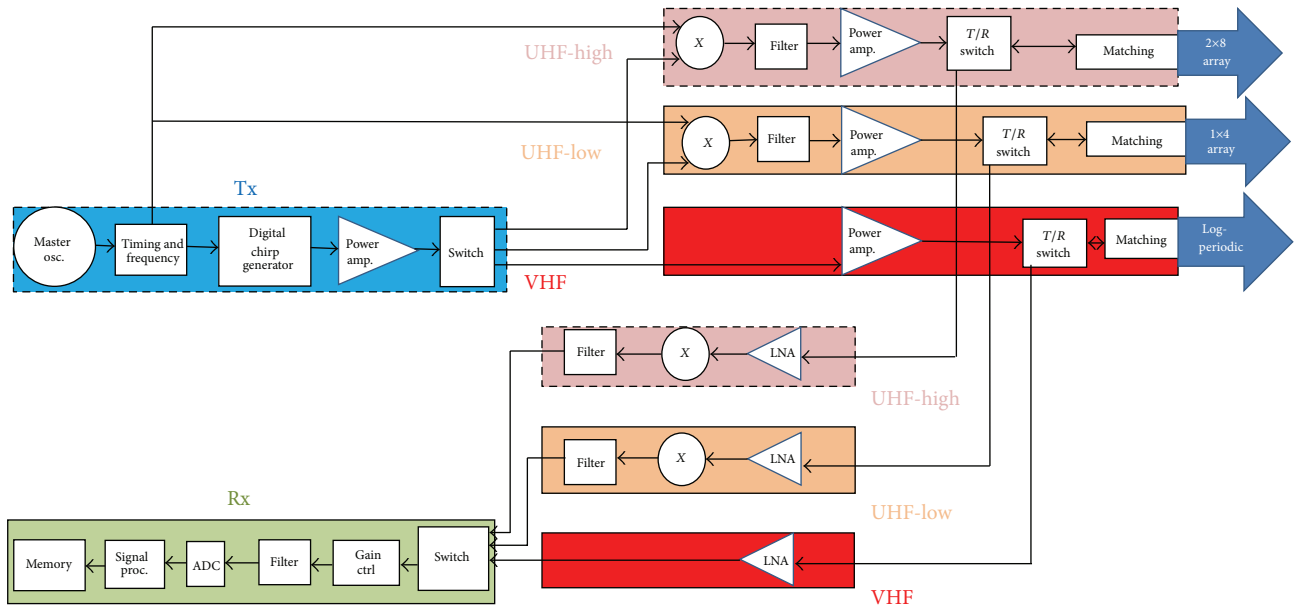 UHF-high
X
Filter
Power
amp.
T/R
switch
Matching
2×8
array
UHF-low
X
Filter
Power
amp.
T/R
switch
Matching
1×4
array
Tx
Master
osc.
Timing and
frequency
Digital
chirp
generator
Power
amp.
Switch
VHF
Power
amp.
T/R
switch
Matching
Log-
periodic
Filter
X
LNA
UHF-high
Filter
X
LNA
UHF-low
Rx
Memory
Signal
proc.
ADC
Filter
Gain
ctrl
Switch
LNA
VHF